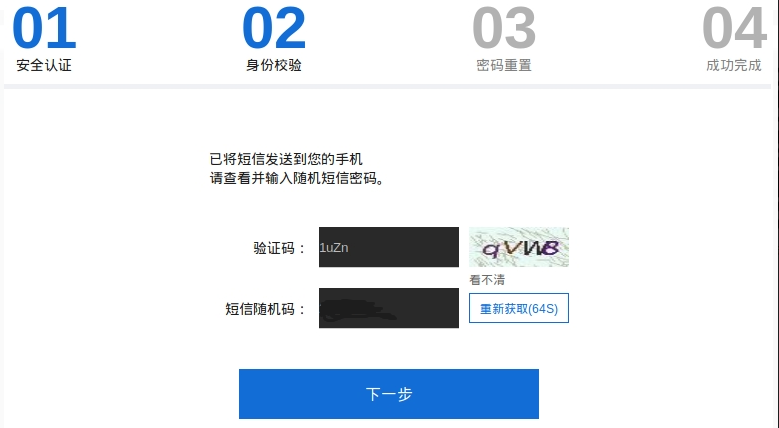 01 02 03 04
安全认证 身份校验 密码重置 成功完成
已将短信发送到您的手机
请查看并输入随机短信密码。
验证码： 1uZn qVWB
看不清
短信随机码： 重新获取(64S)
下一步